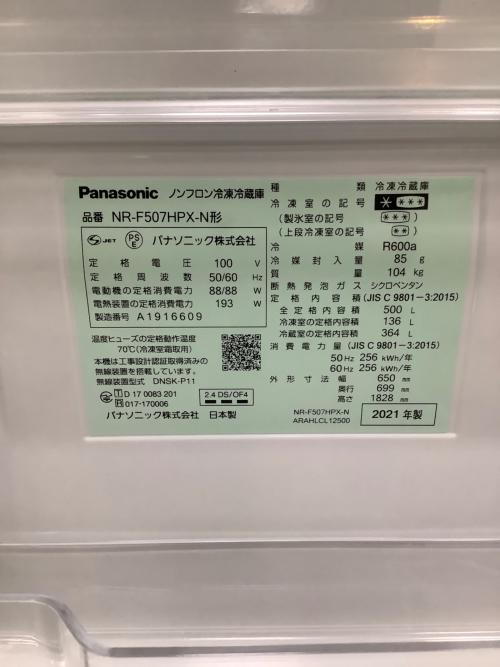 Panasonic ノンフロン冷凍冷蔵庫
品番 NR-F507HPX-N形
JET PS E パナソニック株式会社
定格電圧 100 V
定格周波数 50/60 Hz
電動機の定格消費電力 88/88 W
電熱装置の定格消費電力 193 W
製造番号 A1916609
温度ヒューズの定格動作温度
70℃(冷凍室霜取用)
本機は工事設計認証取得済みの
無線装置を搭載しています。
無線装置型式 DNSK-P11
T D 17 0083 201
017-170006
2.4 DS/OF4
パナソニック株式会社 日本製
種類 冷凍冷蔵庫
冷凍室の記号 * ***
(製氷室の記号 ***)
(上段冷凍室の記号 **)
冷媒 R600a
冷媒封入量 85 g
質量 104 kg
断熱発泡ガス シクロペンタン
定格内容積 (JIS C 9801-3:2015)
全定格内容積 500 L
冷凍室の定格内容積 136 L
冷蔵室の定格内容積 364 L
消費電力量 (JIS C 9801-3:2015)
50Hz 256 kWh/年
60Hz 256 kWh/年
外形寸法 幅 650 mm
奥行 699 mm
高さ 1828 mm
NR-F507HPX-N
ARAHLCL12500
2021年製